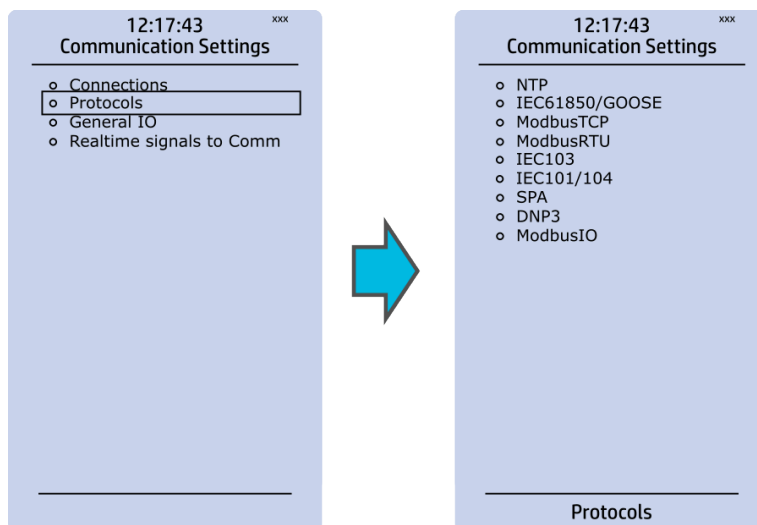 12:17:43 xxx
Communication Settings
Connections
Protocols
General IO
Realtime signals to Comm
12:17:43 xxx
Communication Settings
NTP
IEC61850/GOOSE
ModbusTCP
ModbusRTU
IEC103
IEC101/104
SPA
DNP3
ModbusIO
Protocols